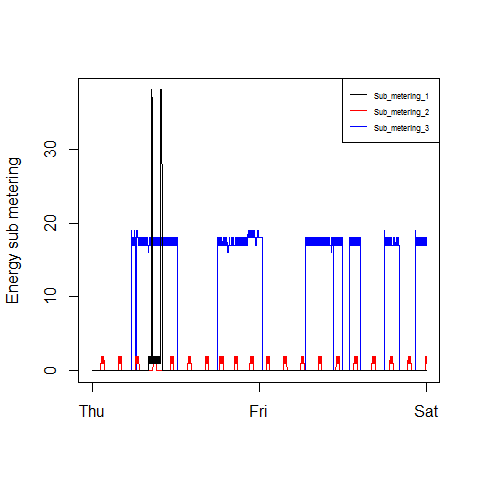 Sub_metering_1
Sub_metering_2
Sub_metering_3
Energy sub metering
30
20
10
0
Thu
Fri
Sat